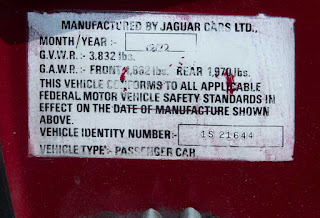 MANUFACTURED BY JAGUAR CARS LTD.,
MONTH/YEAR:-
G.V.W.R :- 3.832 lbs.
G.A.W.R:- FRONT 1,862 lbs. REAR 1,970 lbs.
THIS VEHICLE CONFORMS TO ALL APPLICABLE
FEDERAL MOTOR VEHICLE SAFETY STANDARDS IN
EFFECT ON THE DATE OF MANUFACTURE SHOWN
ABOVE.
VEHICLE IDENTITY NUMBER:- 1S 21644
VEHICLE TYPE:- PASSENGER CAR.